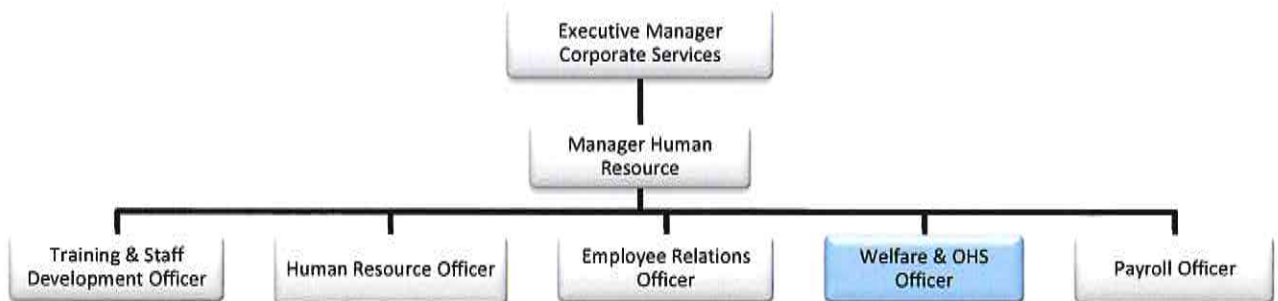 Executive Manager
Corporate Services
Manager Human
Resource
Training & Staff
Development Officer
Human Resource Officer
Employee Relations
Officer
Welfare & OHS
Officer
Payroll Officer